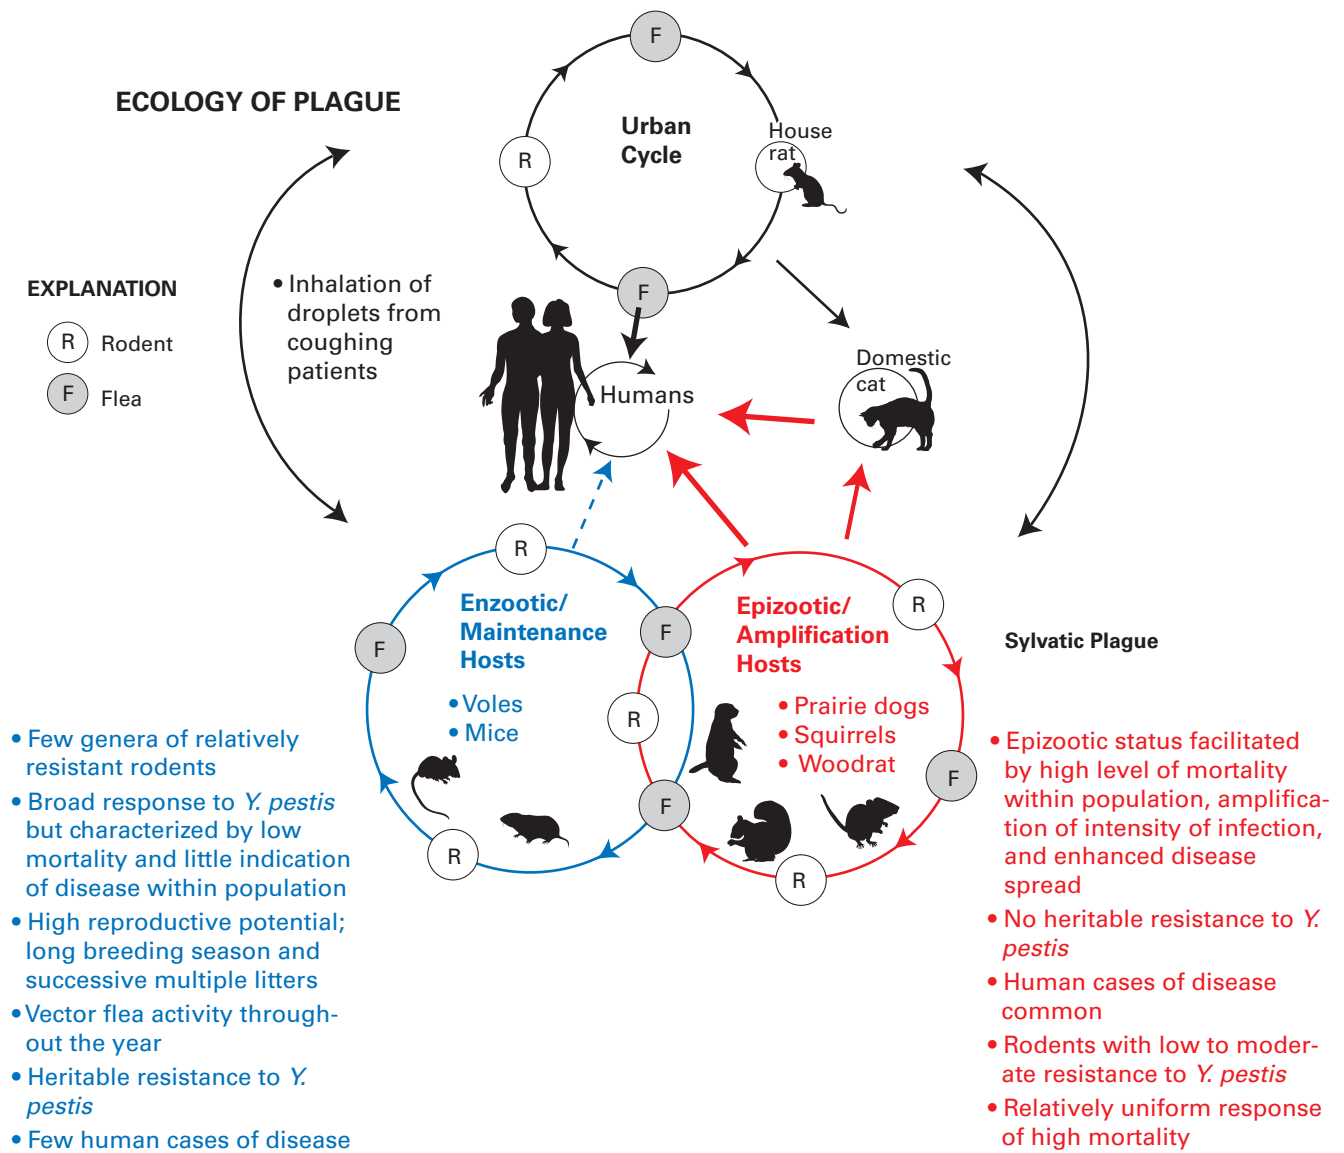 ECOLOGY OF PLAGUE
F
Urban
Cycle
House
rat
R
F
EXPLANATION
R Rodent
F Flea
• Inhalation of
droplets from
coughing
patients
Humans
Domestic
cat
R
F
F
R
F
R
Enzootic/
Maintenance
Hosts
• Voles
• Mice
R
F
R
Epizootic/
Amplification
Hosts
• Prairie dogs
• Squirrels
• Woodrat
Sylvatic Plague
• Few genera of relatively
resistant rodents
• Broad response to Y. pestis
but characterized by low
mortality and little indication
of disease within population
• High reproductive potential;
long breeding season and
successive multiple litters
• Vector flea activity through-
out the year
• Heritable resistance to Y.
pestis
• Few human cases of disease
• Epizootic status facilitated
by high level of mortality
within population, amplifica-
tion of intensity of infection,
and enhanced disease
spread
• No heritable resistance to Y.
pestis
• Human cases of disease
common
• Rodents with low to moder-
ate resistance to Y. pestis
• Relatively uniform response
of high mortality